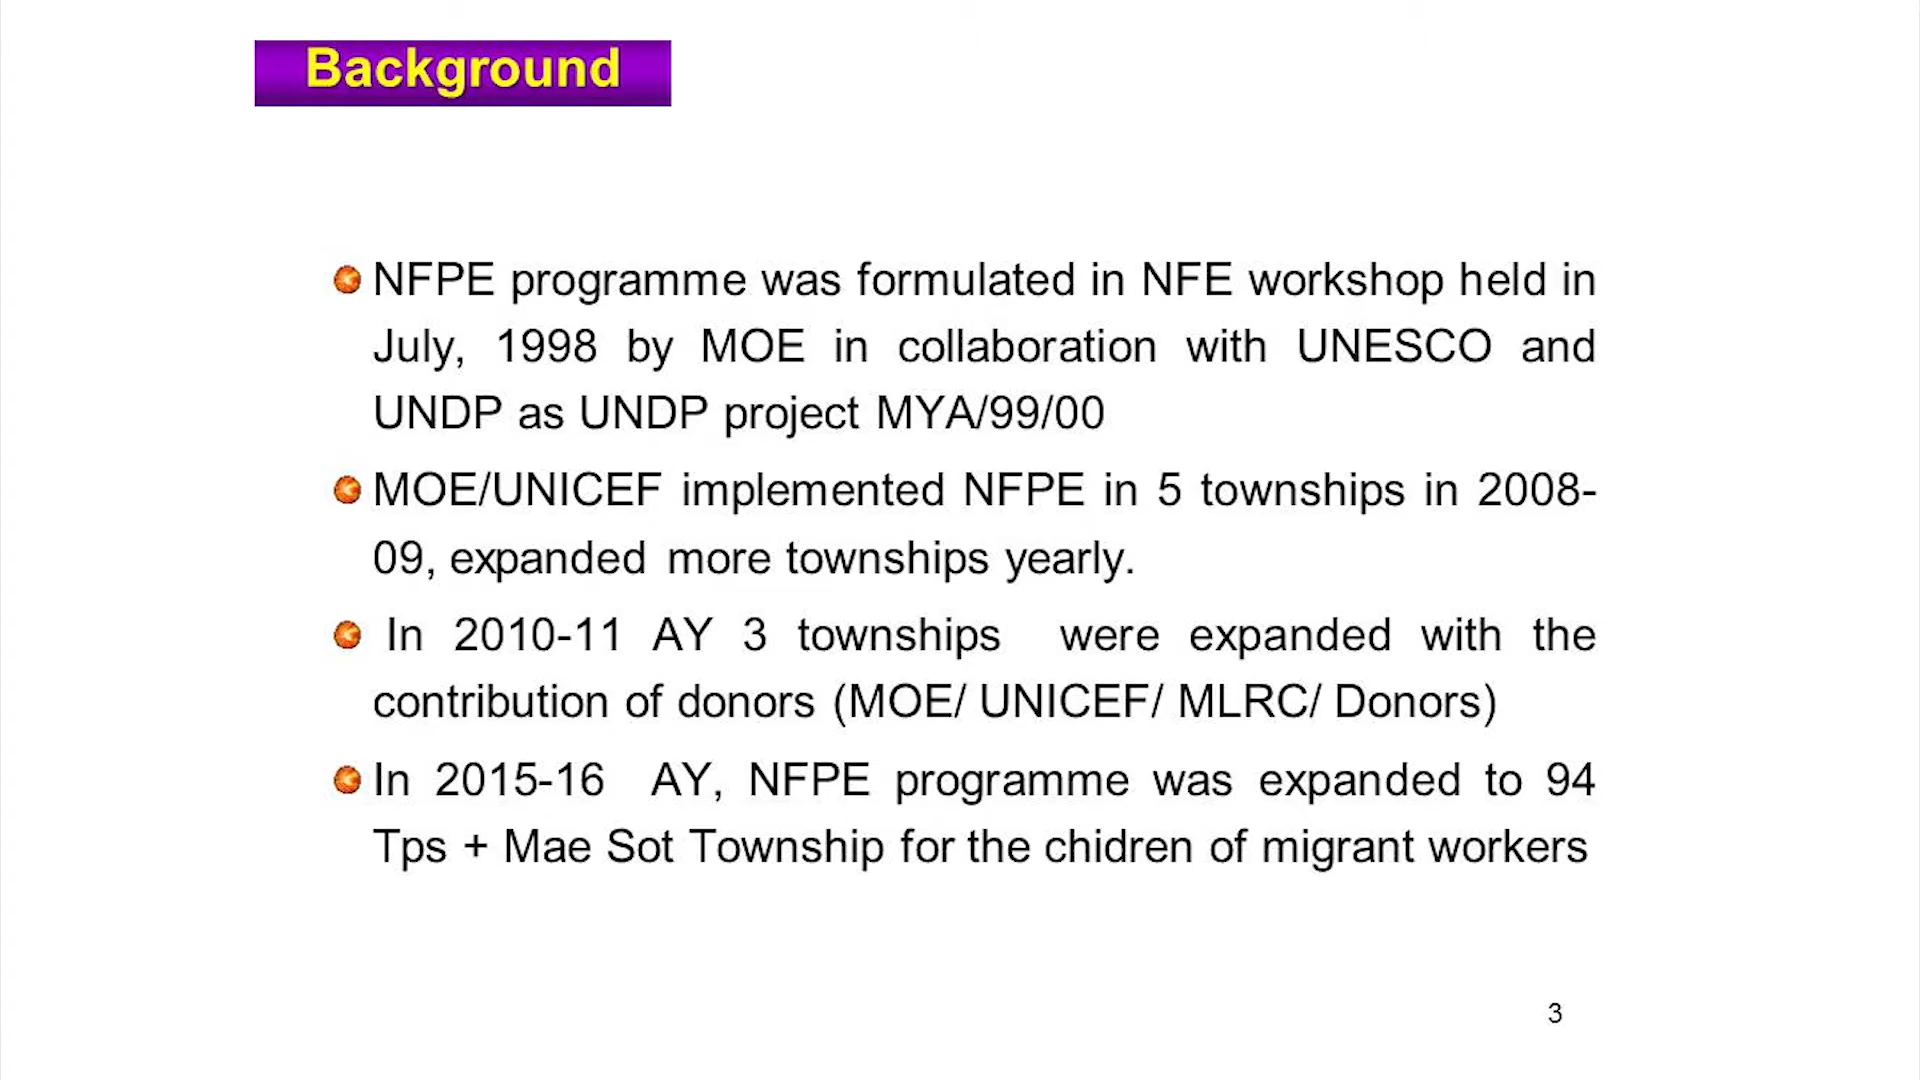 Background
NFPE programme was formulated in NFE workshop held in
July, 1998 by MOE in collaboration with UNESCO and
UNDP as UNDP project MYA/99/00
MOE/UNICEF implemented NFPE in 5 townships in 2008-
09, expanded more townships yearly.
In 2010-11 AY 3 townships were expanded with the
contribution of donors (MOE/ UNICEF/ MLRC/ Donors)
In 2015-16 AY, NFPE programme was expanded to 94
Tps + Mae Sot Township for the chidren of migrant workers
3